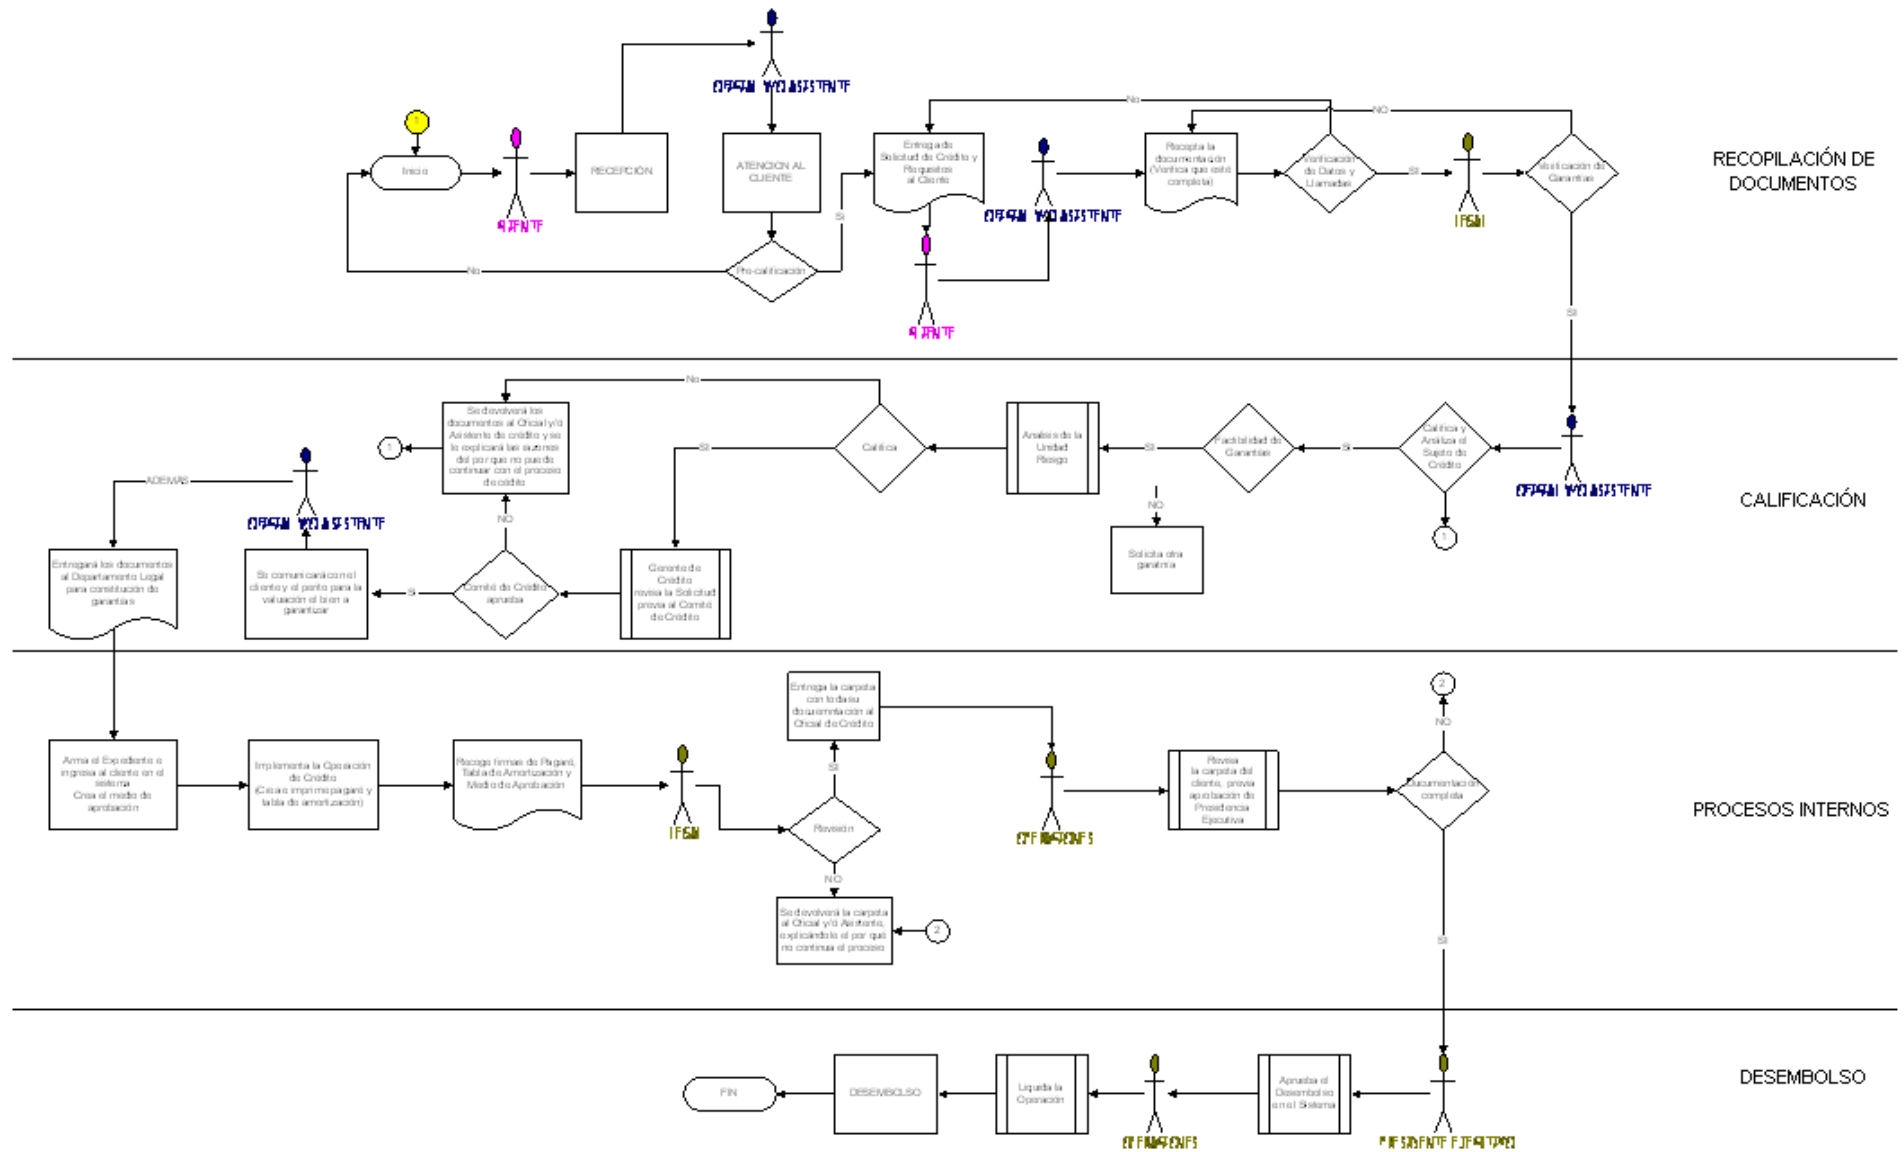 1
Inicio
RECEPCIÓN
ATENCION AL
CLIENTE
Pre-calificación
No
Si
Entrega de
Solicitud de Crédito y
Requisitos
al Cliente
Recepta la
documentación
(Verifica que esté
completa)
Verificación
de Datos y
Llamadas
No
SI
Verificación de
Garantías
NO
SI
RECOPILACIÓN DE
DOCUMENTOS
Califica y
Analiza el
Sujeto de
Crédito
1
Si
Factiblidad de
Garantías
SI
NO
Solicita otra
Analisis de la
Unidad
Riesgo
Califica
No
SI
Se devolverá los
documentos al Oficial y/ó
Asistente de crédito y se
le explicará las razones
del por que no puede
continuar con el proceso
de crédito
1
Gerente de
Crédito
revisa la Solicitud
previa al Comité
de Crédito
Comité de Crédito
aprueba
NO
Si
Se comunicará con el
cliente y el perito para la
valuación el bien a
garantizar
ADEMAS
Entregará los documentos
al Departamento Legal
para constitución de
garantías
CALIFICACIÓN
Arma el Expediente e
ingresa al cliente en el
sistema
Crea el medio de
aprobación
Implementa la Operación
de Crédito
(Crea e imprime pagaré y
tabla de amortización)
Recoge firmas de Pagaré,
Tabla de Amortización y
Medio de Aprobación
Revisión
SI
Entrega la carpeta
con toda su
al
Oficial de Crédito
NO
Se devolverá la carpeta
al Oficial y/ó Asistente,
explicándole el por qué
no continua el proceso
2
Revisa
la carpeta del
cliente, previa
aprobación de
Presidencia
Ejecutiva
Documentación
completa
NO
2
SI
PROCESOS INTERNOS
Aprueba el
Desembolso
en el Sistema
Liquida la
Operación
DESEMBOLSO
FIN
DESEMBOLSO